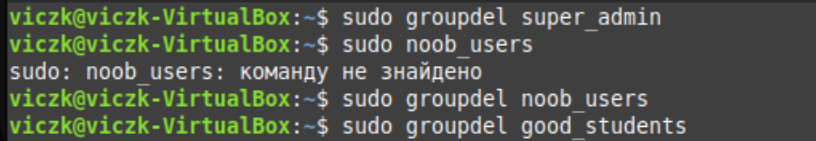 viczk@viczk-VirtualBox:~$ sudo groupdel super_admin
viczk@viczk-VirtualBox:~$ sudo noob_users
sudo: noob_users: команду не знайдено
viczk@viczk-VirtualBox:~$ sudo groupdel noob_users
viczk@viczk-VirtualBox:~$ sudo groupdel good_students